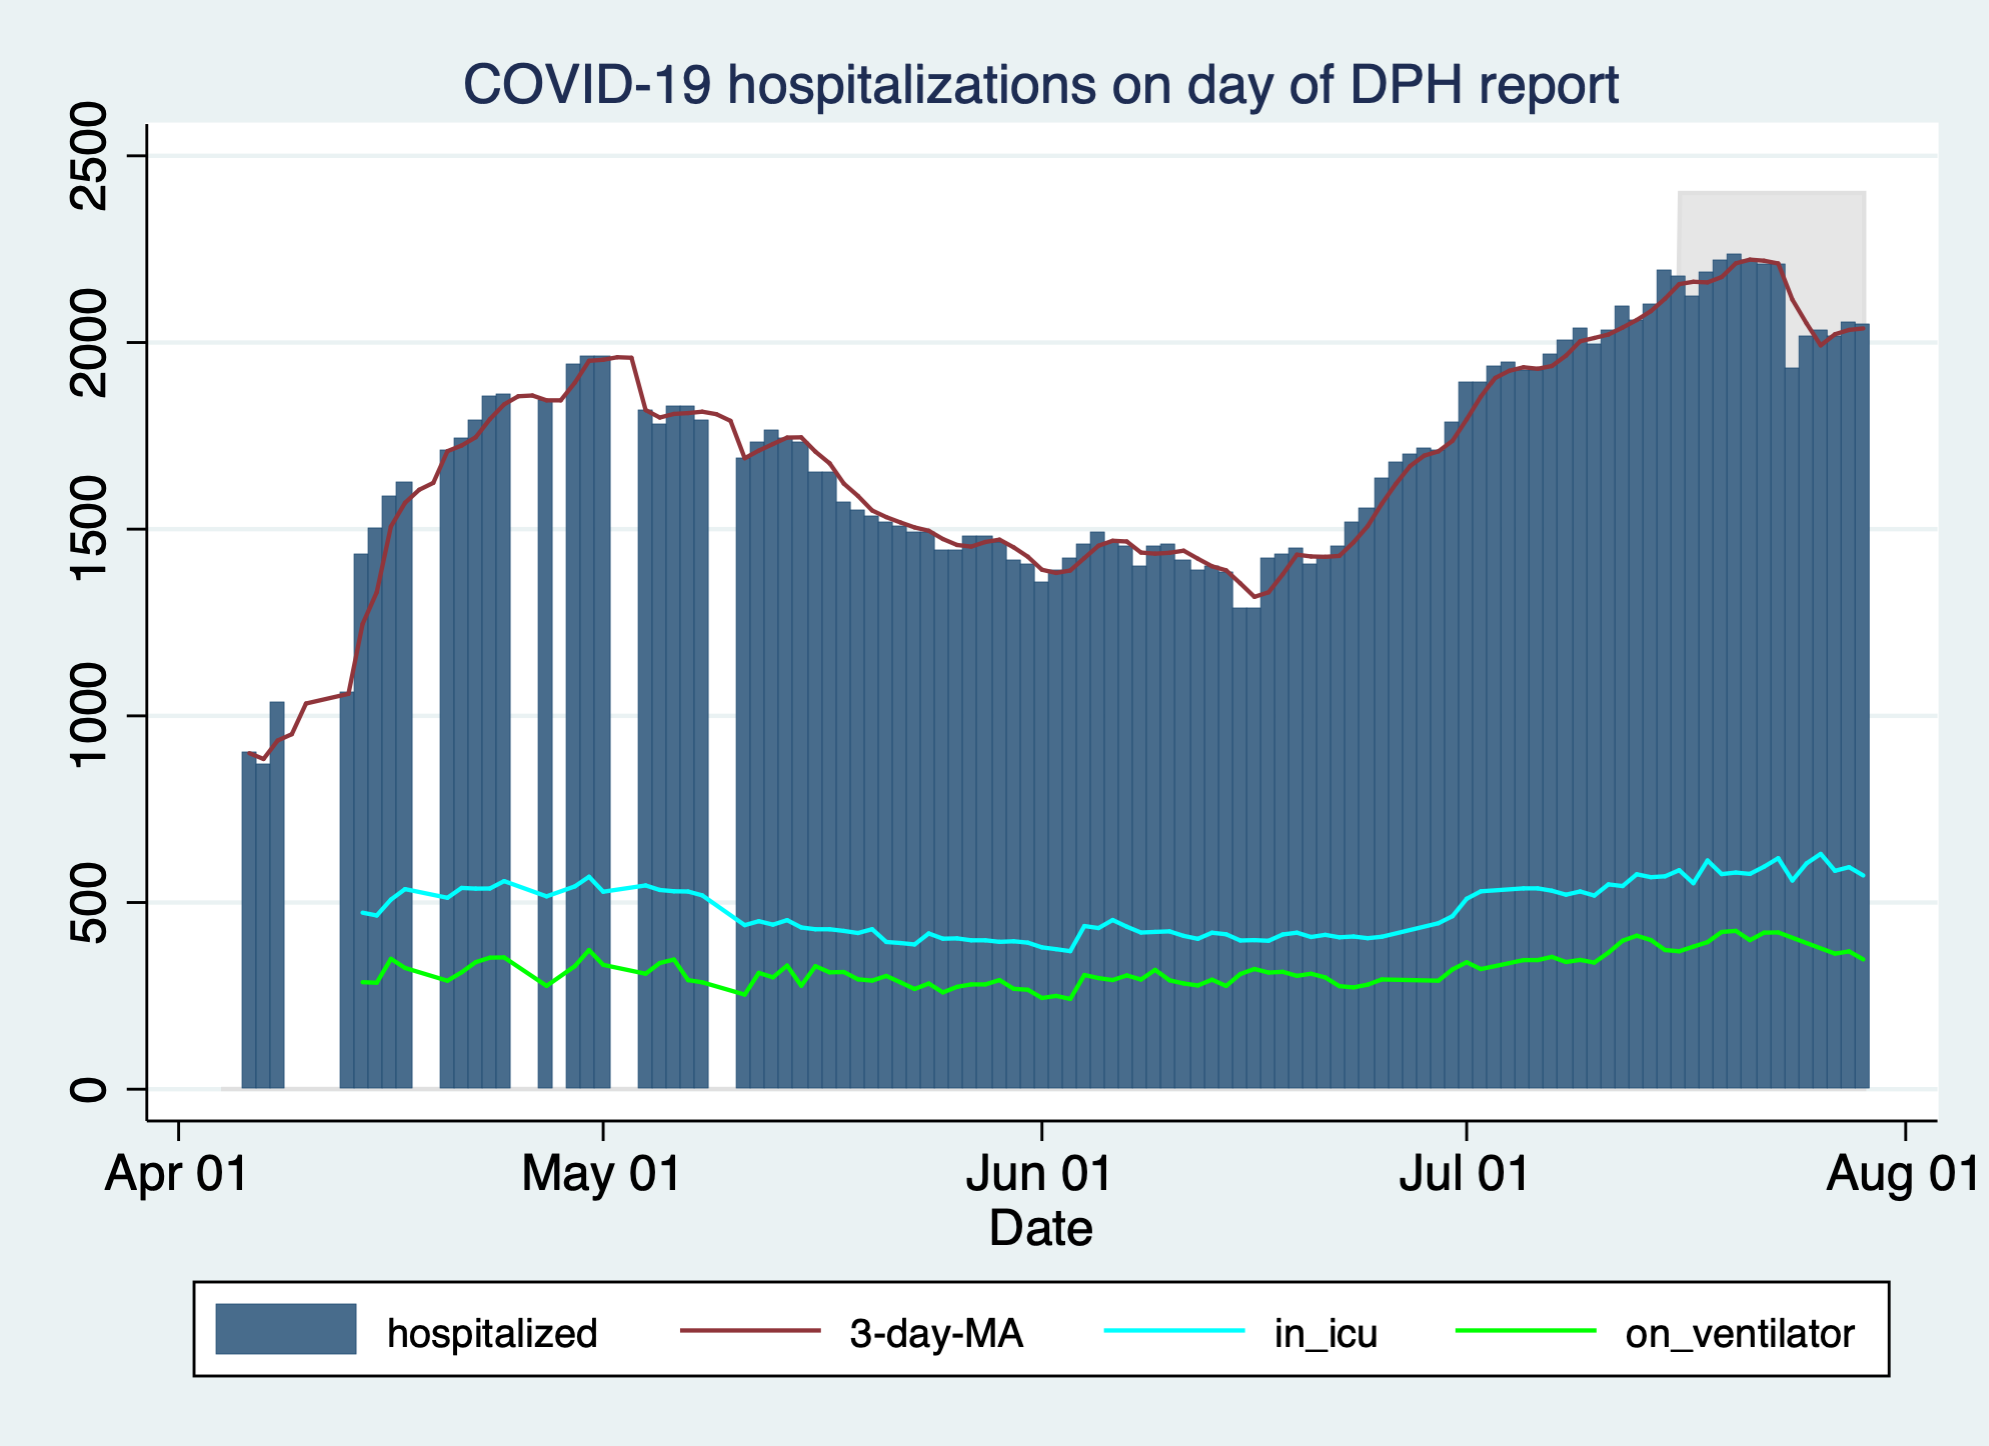 COVID-19 hospitalizations on day of DPH report
2500
2000
1500
1000
500
0
Apr 01 May 01 Jun 01 Jul 01 Aug 01
Date
hospitalized 3-day-MA in_icu on_ventilator